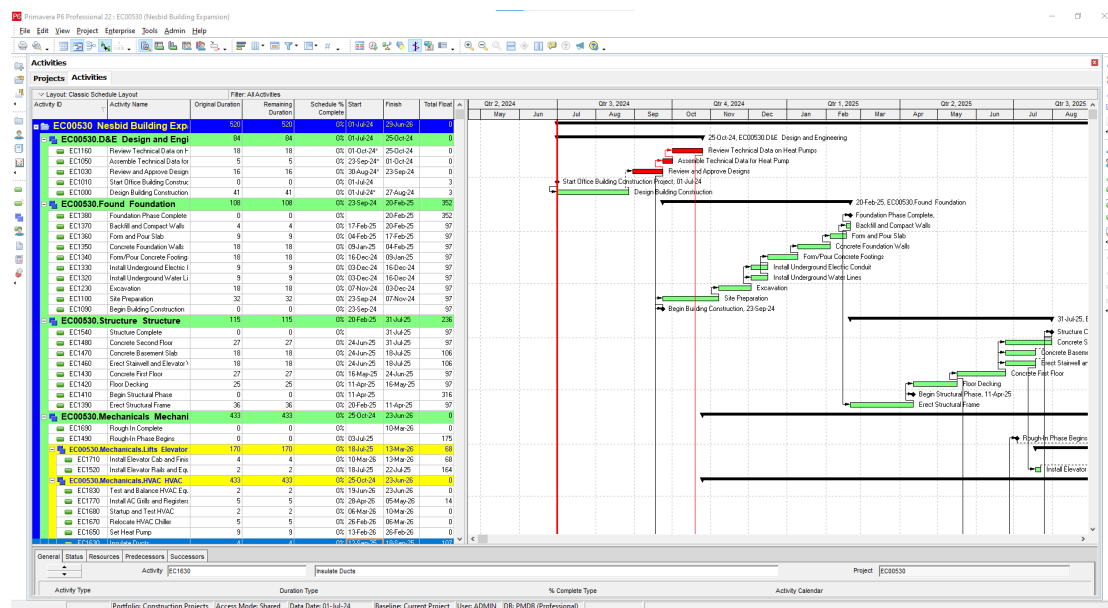 Primavera P6 Professional 22 : EC00530 (Nesbid Building Expansion)
File Edit View Project Enterprise Tools Admin Help
Activities
Projects Activities
Layout: Classic Schedule Layout Filter: All Activities
Activity ID Activity Name Original Duration Remaining Duration Schedule % Complete Start Finish Total Float
Qtr 2, 2024 Qtr 3, 2024 Qtr 4, 2024 Qtr 1, 2025 Qtr 2, 2025 Qtr 3, 2025
May Jun Jul Aug Sep Oct Nov Dec Jan Feb Mar Apr May Jun Jul Aug
EC00530 Nesbid Building Exp 520 520 0% 01-Jul-24 29-Jun-26 0
EC00530.D&E Design and Engi 84 84 0% 01-Jul-24 25-Oct-24 0 25-Oct-24, EC00530.D&E Design and Engineering
EC1160 Review Technical Data on H 18 18 0% 01-Oct-24* 25-Oct-24 0 Review Technical Data on Heat Pumps
EC1050 Assemble Technical Data for 5 5 0% 23-Sep-24* 01-Oct-24 0 Assemble Technical Data for Heat Pump
EC1030 Review and Approve Design 16 16 0% 30-Aug-24* 23-Sep-24 0 Review and Approve Designs
EC1010 Start Office Building Construc 0 0 0% 01-Jul-24 3 Start Office Building Construction Project, 01-Jul-24
EC1000 Design Building Construction 41 41 0% 01-Jul-24* 27-Aug-24 3 Design Building Construction
EC00530.Found Foundation 108 108 0% 23-Sep-24 20-Feb-25 352 20-Feb-25, EC00530.Found Foundation
EC1380 Foundation Phase Complete 0 0 0% 20-Feb-25 352 Foundation Phase Complete,
EC1370 Backfill and Compact Walls 4 4 0% 17-Feb-25 20-Feb-25 97 Backfill and Compact Walls
EC1360 Form and Pour Slab 9 9 0% 04-Feb-25 17-Feb-25 97 Form and Pour Slab
EC1350 Concrete Foundation Walls 18 18 0% 09-Jan-25 04-Feb-25 97 Concrete Foundation Walls
EC1340 Form/Pour Concrete Footing 18 18 0% 16-Dec-24 09-Jan-25 97 Form/Pour Concrete Footings
EC1330 Install Underground Electric 9 9 0% 03-Dec-24 16-Dec-24 97 Install Underground Electric Conduit
EC1320 Install Underground Water Li 9 9 0% 03-Dec-24 16-Dec-24 97 Install Underground Water Lines
EC1230 Excavation 18 18 0% 07-Nov-24 03-Dec-24 97 Excavation
EC1100 Site Preparation 32 32 0% 23-Sep-24 07-Nov-24 97 Site Preparation
EC1090 Begin Building Construction 0 0 0% 23-Sep-24 97 Begin Building Construction, 23-Sep-24
EC00530.Structure Structure 115 115 0% 20-Feb-25 31-Jul-25 236 31-Jul-25, E
EC1540 Structure Complete 0 0 0% 31-Jul-25 97 Structure C
EC1480 Concrete Second Floor 27 27 0% 24-Jun-25 31-Jul-25 97 Concrete S
EC1470 Concrete Basement Slab 18 18 0% 24-Jun-25 18-Jul-25 106 Concrete Baseme
EC1460 Erect Stairwell and Elevator 18 18 0% 24-Jun-25 18-Jul-25 106 Erect Stairwell ar
EC1430 Concrete First Floor 27 27 0% 16-May-25 24-Jun-25 97 Concrete First Floor
EC1420 Floor Decking 25 25 0% 11-Apr-25 16-May-25 97 Floor Decking
EC1410 Begin Structural Phase 0 0 0% 11-Apr-25 316 Begin Structural Phase, 11-Apr-25
EC1390 Erect Structural Frame 36 36 0% 20-Feb-25 11-Apr-25 97 Erect Structural Frame
EC00530.Mechanicals Mechani 433 433 0% 25-Oct-24 23-Jun-26 0
EC1690 Rough In Complete 0 0 0% 10-Mar-26 0
EC1490 Rough-In Phase Begins 0 0 0% 03-Jul-25 175 Rough-In Phase Begins
EC00530.Mechanicals.Lifts Elevator 170 170 0% 18-Jul-25 13-Mar-26 68
EC1710 Install Elevator Cab and Finis 4 4 0% 10-Mar-26 13-Mar-26 68
EC1520 Install Elevator Rails and Equ 2 2 0% 18-Jul-25 22-Jul-25 164 Install Elevator
EC00530.Mechanicals.HVAC HVAC 433 433 0% 25-Oct-24 23-Jun-26 0
EC1830 Test and Balance HVAC Equ 2 2 0% 19-Jun-26 23-Jun-26 0
EC1770 Install AC Grills and Registers 5 5 0% 28-Apr-26 05-May-26 14
EC1680 Startup and Test HVAC 2 2 0% 06-Mar-26 10-Mar-26 0
EC1670 Relocate HVAC Chiller 5 5 0% 26-Feb-26 06-Mar-26 0
EC1650 Set Heat Pump 9 9 0% 13-Feb-26 26-Feb-26 0
EC1630 Insulate Ducts 4 4 0%
General Status Resources Predecessors Successors
Activity EC1630 Insulate Ducts Project EC00530
Activity Type Duration Type % Complete Type Activity Calendar
Portfolio: Construction Projects Access Mode: Shared Data Date: 01-Jul-24 Baseline: Current Project User: ADMIN DB: PMDB (Professional)